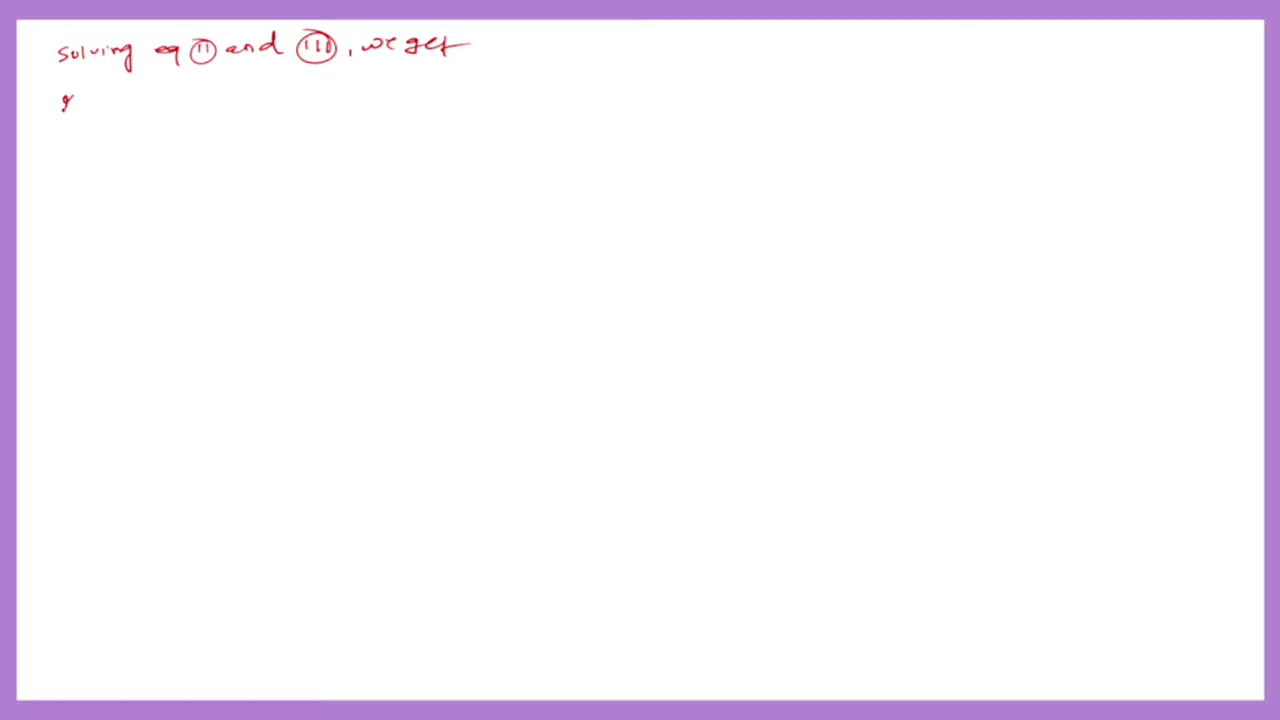 solving eq (ii) and (iii), we get